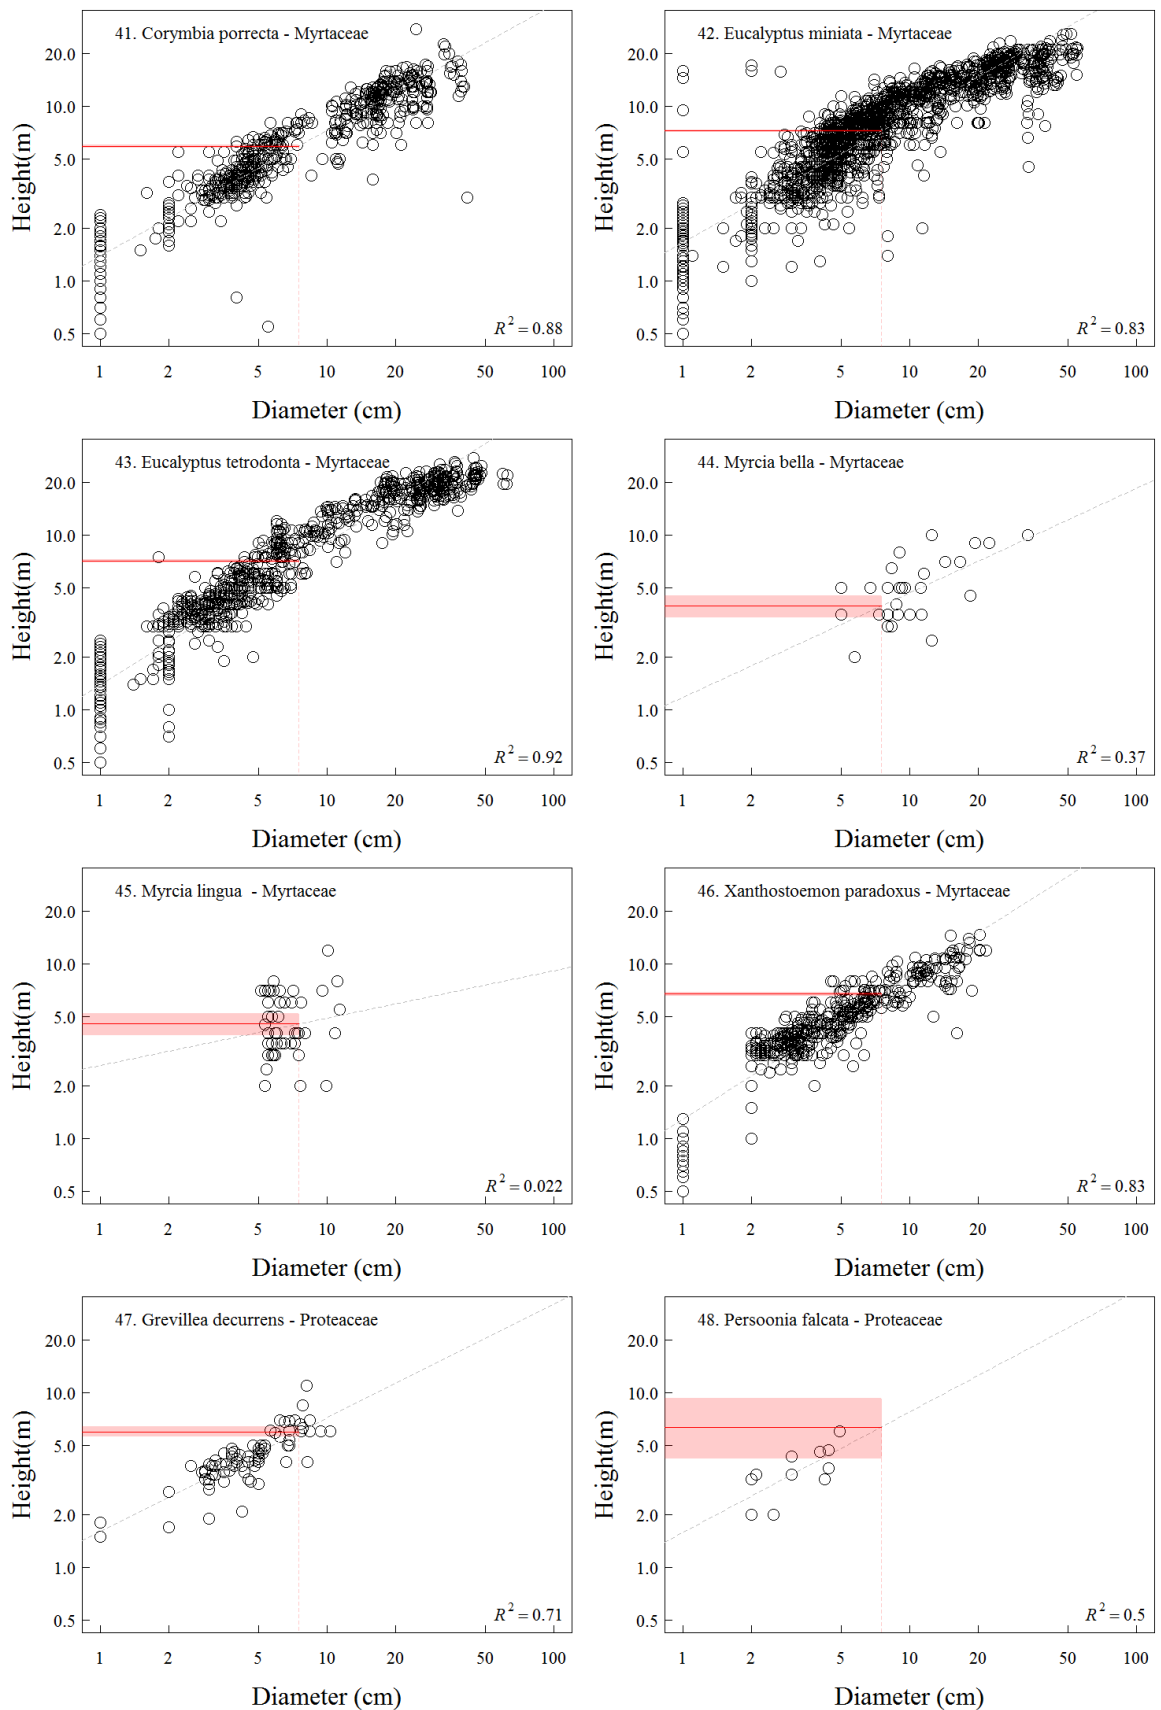 41. Corymbia porrecta - Myrtaceae
Height(m)
20.0
10.0
5.0
2.0
1.0
0.5
R² = 0.88
1 2 5 10 20 50 100
Diameter (cm)
42. Eucalyptus miniata - Myrtaceae
Height(m)
20.0
10.0
5.0
2.0
1.0
0.5
R² = 0.83
1 2 5 10 20 50 100
Diameter (cm)
43. Eucalyptus tetrodonta - Myrtaceae
Height(m)
20.0
10.0
5.0
2.0
1.0
0.5
R² = 0.92
1 2 5 10 20 50 100
Diameter (cm)
44. Myrcia bella - Myrtaceae
Height(m)
20.0
10.0
5.0
2.0
1.0
0.5
R² = 0.37
1 2 5 10 20 50 100
Diameter (cm)
45. Myrcia lingua  - Myrtaceae
Height(m)
20.0
10.0
5.0
2.0
1.0
0.5
R² = 0.022
1 2 5 10 20 50 100
Diameter (cm)
46. Xanthostoemon paradoxus - Myrtaceae
Height(m)
20.0
10.0
5.0
2.0
1.0
0.5
R² = 0.83
1 2 5 10 20 50 100
Diameter (cm)
47. Grevillea decurrens - Proteaceae
Height(m)
20.0
10.0
5.0
2.0
1.0
0.5
R² = 0.71
1 2 5 10 20 50 100
Diameter (cm)
48. Persoonia falcata - Proteaceae
Height(m)
20.0
10.0
5.0
2.0
1.0
0.5
R² = 0.5
1 2 5 10 20 50 100
Diameter (cm)